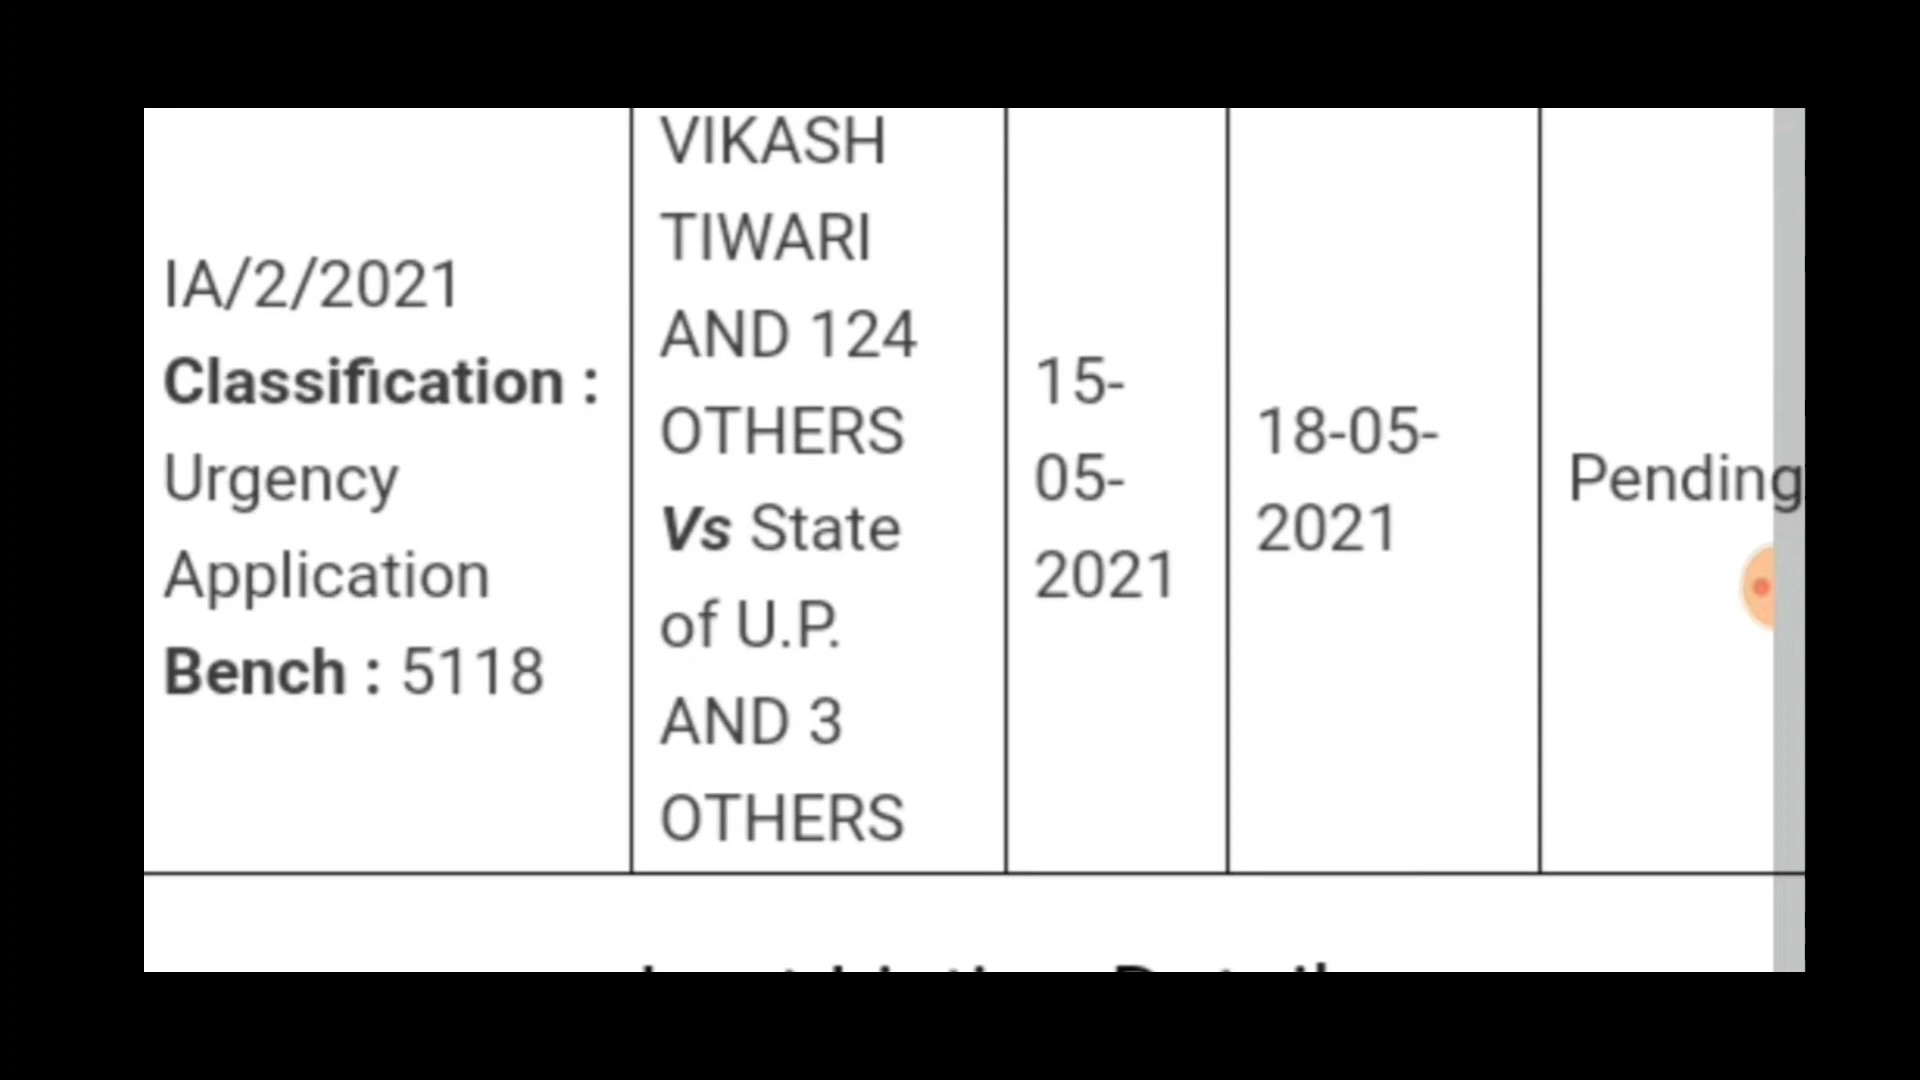 IA/2/2021
Classification :
Urgency
Application
Bench : 5118
VIKASH
TIWARI
AND 124
OTHERS
Vs State
of U.P.
AND 3
OTHERS
15-
05-
2021
18-05-
2021
Pending